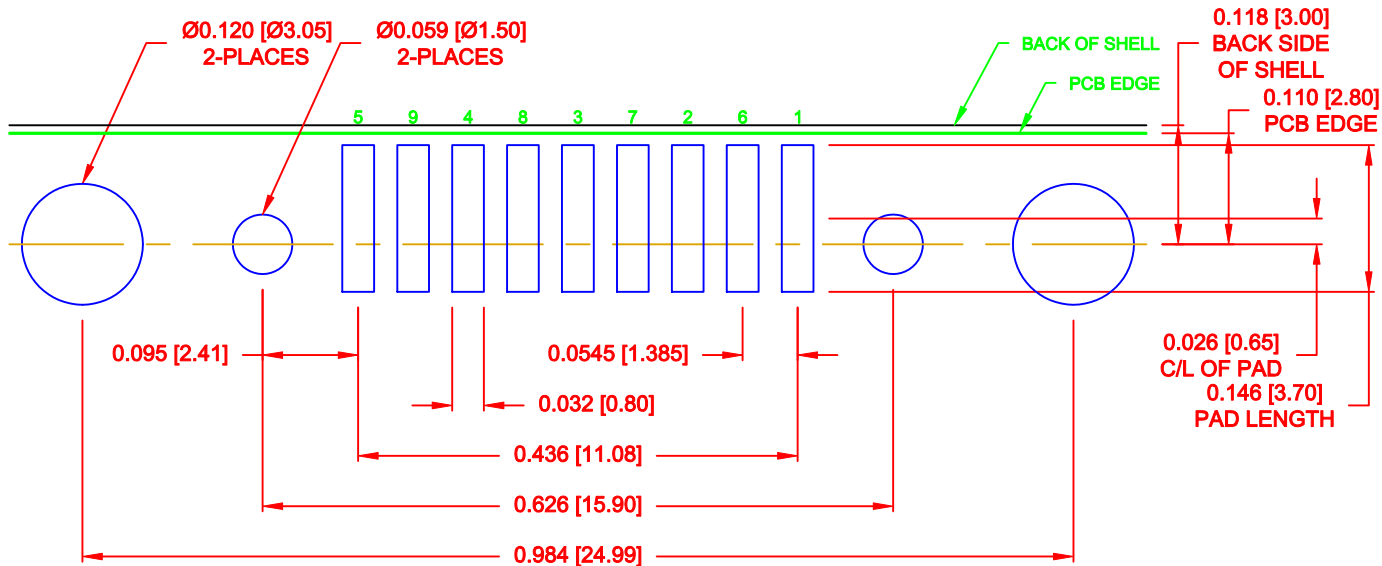 Ø0.120 [Ø3.05]
2-PLACES
Ø0.059 [Ø1.50]
2-PLACES
BACK OF SHELL
PCB EDGE
0.118 [3.00]
BACK SIDE
OF SHELL
0.110 [2.80]
PCB EDGE
5 9 4 8 3 7 2 6 1
0.095 [2.41]
0.0545 [1.385]
0.026 [0.65]
C/L OF PAD
0.146 [3.70]
PAD LENGTH
0.032 [0.80]
0.436 [11.08]
0.626 [15.90]
0.984 [24.99]